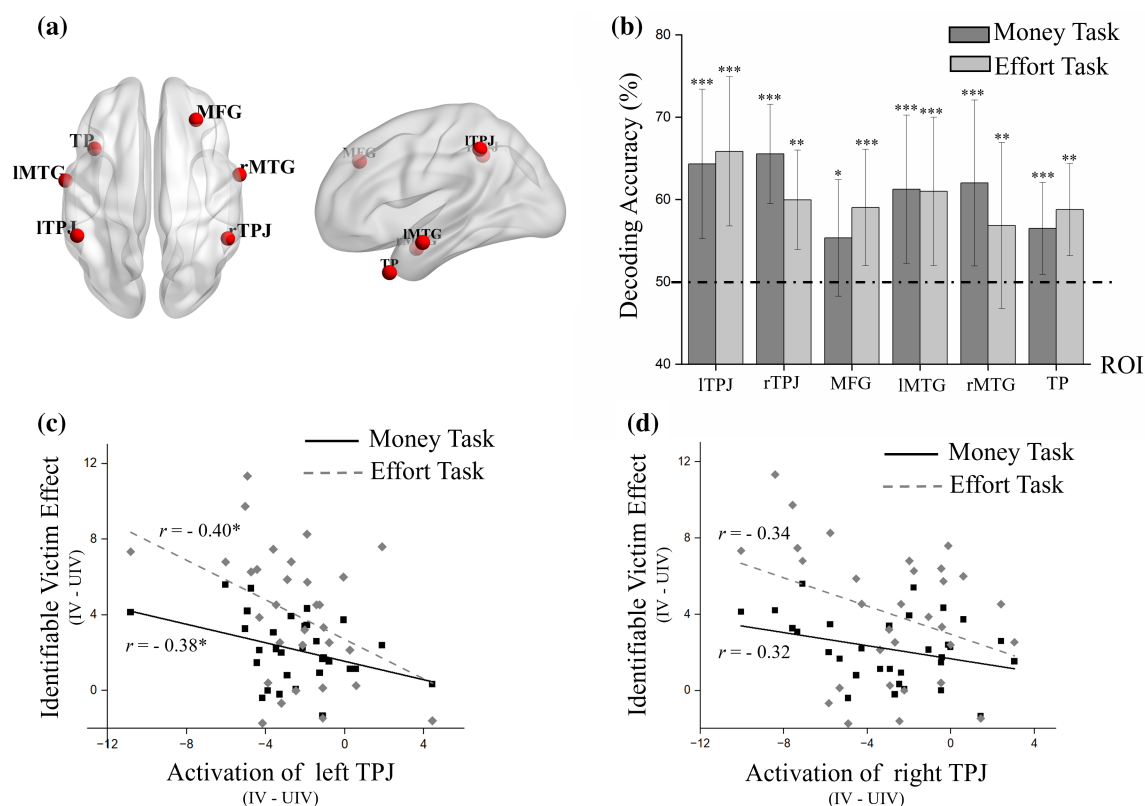 (a)
MFG
TP
lMTG
rMTG
lTPJ
rTPJ
MFG
lTPJ
lMTG
TP
(b)
Money Task
Effort Task
Decoding Accuracy (%)
80
70
60
50
40
*** *** *** ** * *** *** *** *** ** *** **
lTPJ rTPJ MFG lMTG rMTG TP
ROI
(c)
Money Task
Effort Task
Identifiable Victim Effect
(IV - UIV)
12
8
4
0
r = - 0.40*
r = - 0.38*
−12 −8 −4 0 4
Activation of left TPJ
(IV - UIV)
(d)
Money Task
Effort Task
Identifiable Victim Effect
(IV - UIV)
12
8
4
0
r = - 0.34
r = - 0.32
−12 −8 −4 0 4
Activation of right TPJ
(IV - UIV)